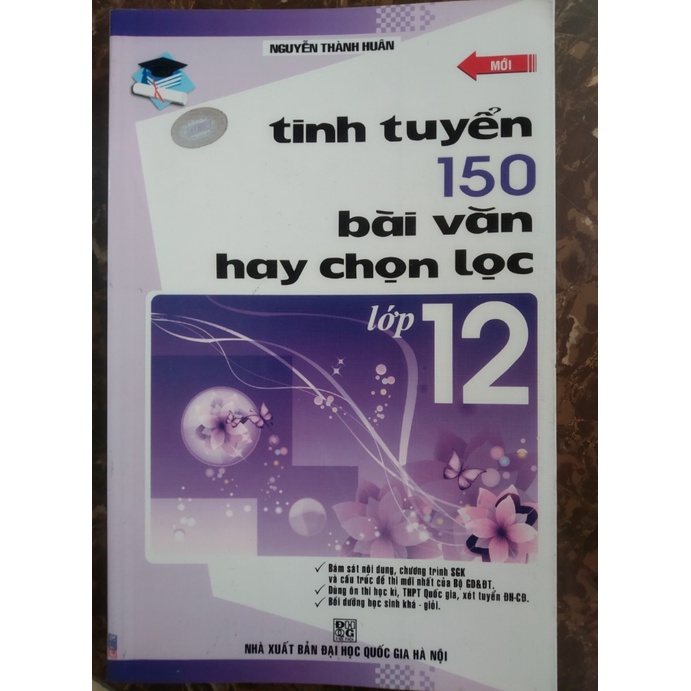 NGUYỄN THÀNH HUÂN
MỚI
tinh tuyển
150
bài văn
hay chọn lọc
lớp 12
Bám sát nội dung, chương trình SGK
và cấu trúc đề thi mới nhất của Bộ GD&ĐT.
Dùng ôn thi học kì, THPT Quốc gia, xét tuyển ĐH-CĐ.
Bồi dưỡng học sinh khá - giỏi.
NHÀ XUẤT BẢN ĐẠI HỌC QUỐC GIA HÀ NỘI